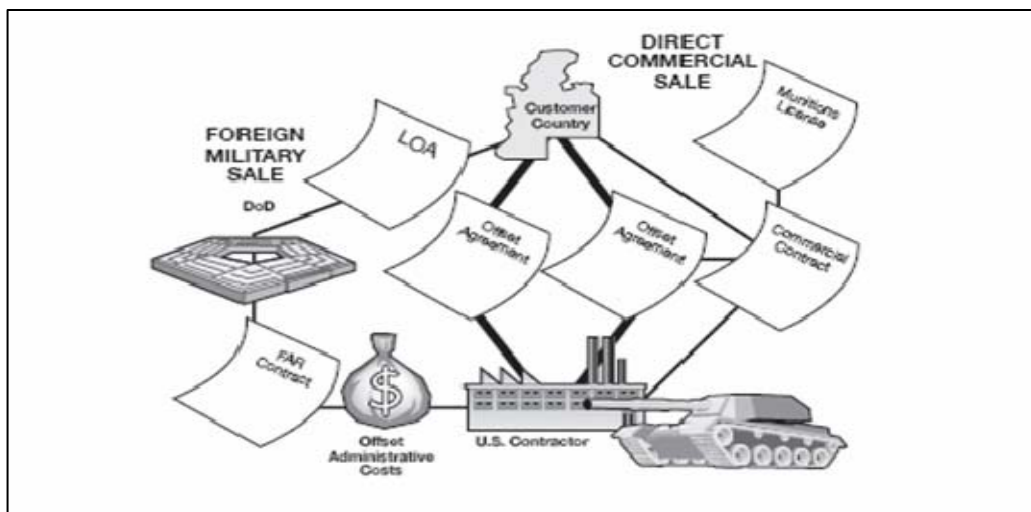 DIRECT
COMMERCIAL
SALE
Munitions
License
Customer
Country
FOREIGN
MILITARY
SALE
LOA
DoD
Offset
Agreement
Offset
Agreement
Commercial
Contract
FAR
Contract
Offset
Administrative
Costs
U.S. Contractor
$